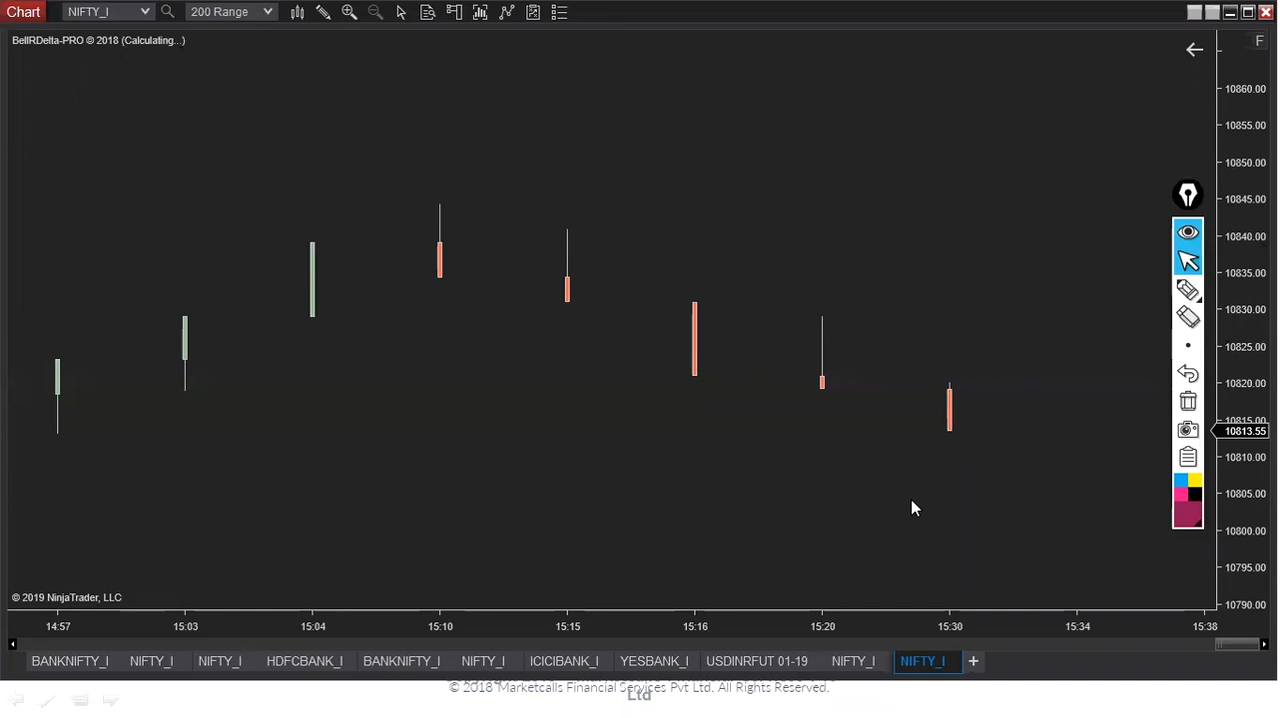 Chart NIFTY_I 200 Range
BellRDelta-PRO © 2018 (Calculating...)
F
10860.00
10855.00
10850.00
10845.00
10840.00
10835.00
10830.00
10825.00
10820.00
10815.00
10813.55
10810.00
10805.00
10800.00
10795.00
10790.00
© 2019 NinjaTrader, LLC
14:57 15:03 15:04 15:10 15:15 15:16 15:20 15:30 15:34 15:38
BANKNIFTY_I NIFTY_I NIFTY_I HDFCBANK_I BANKNIFTY_I NIFTY_I ICICIBANK_I YESBANK_I USDINRFUT 01-19 NIFTY_I NIFTY_I +
© 2018 Marketcalls Financial Services Pvt Ltd. All Rights Reserved.
Ltd